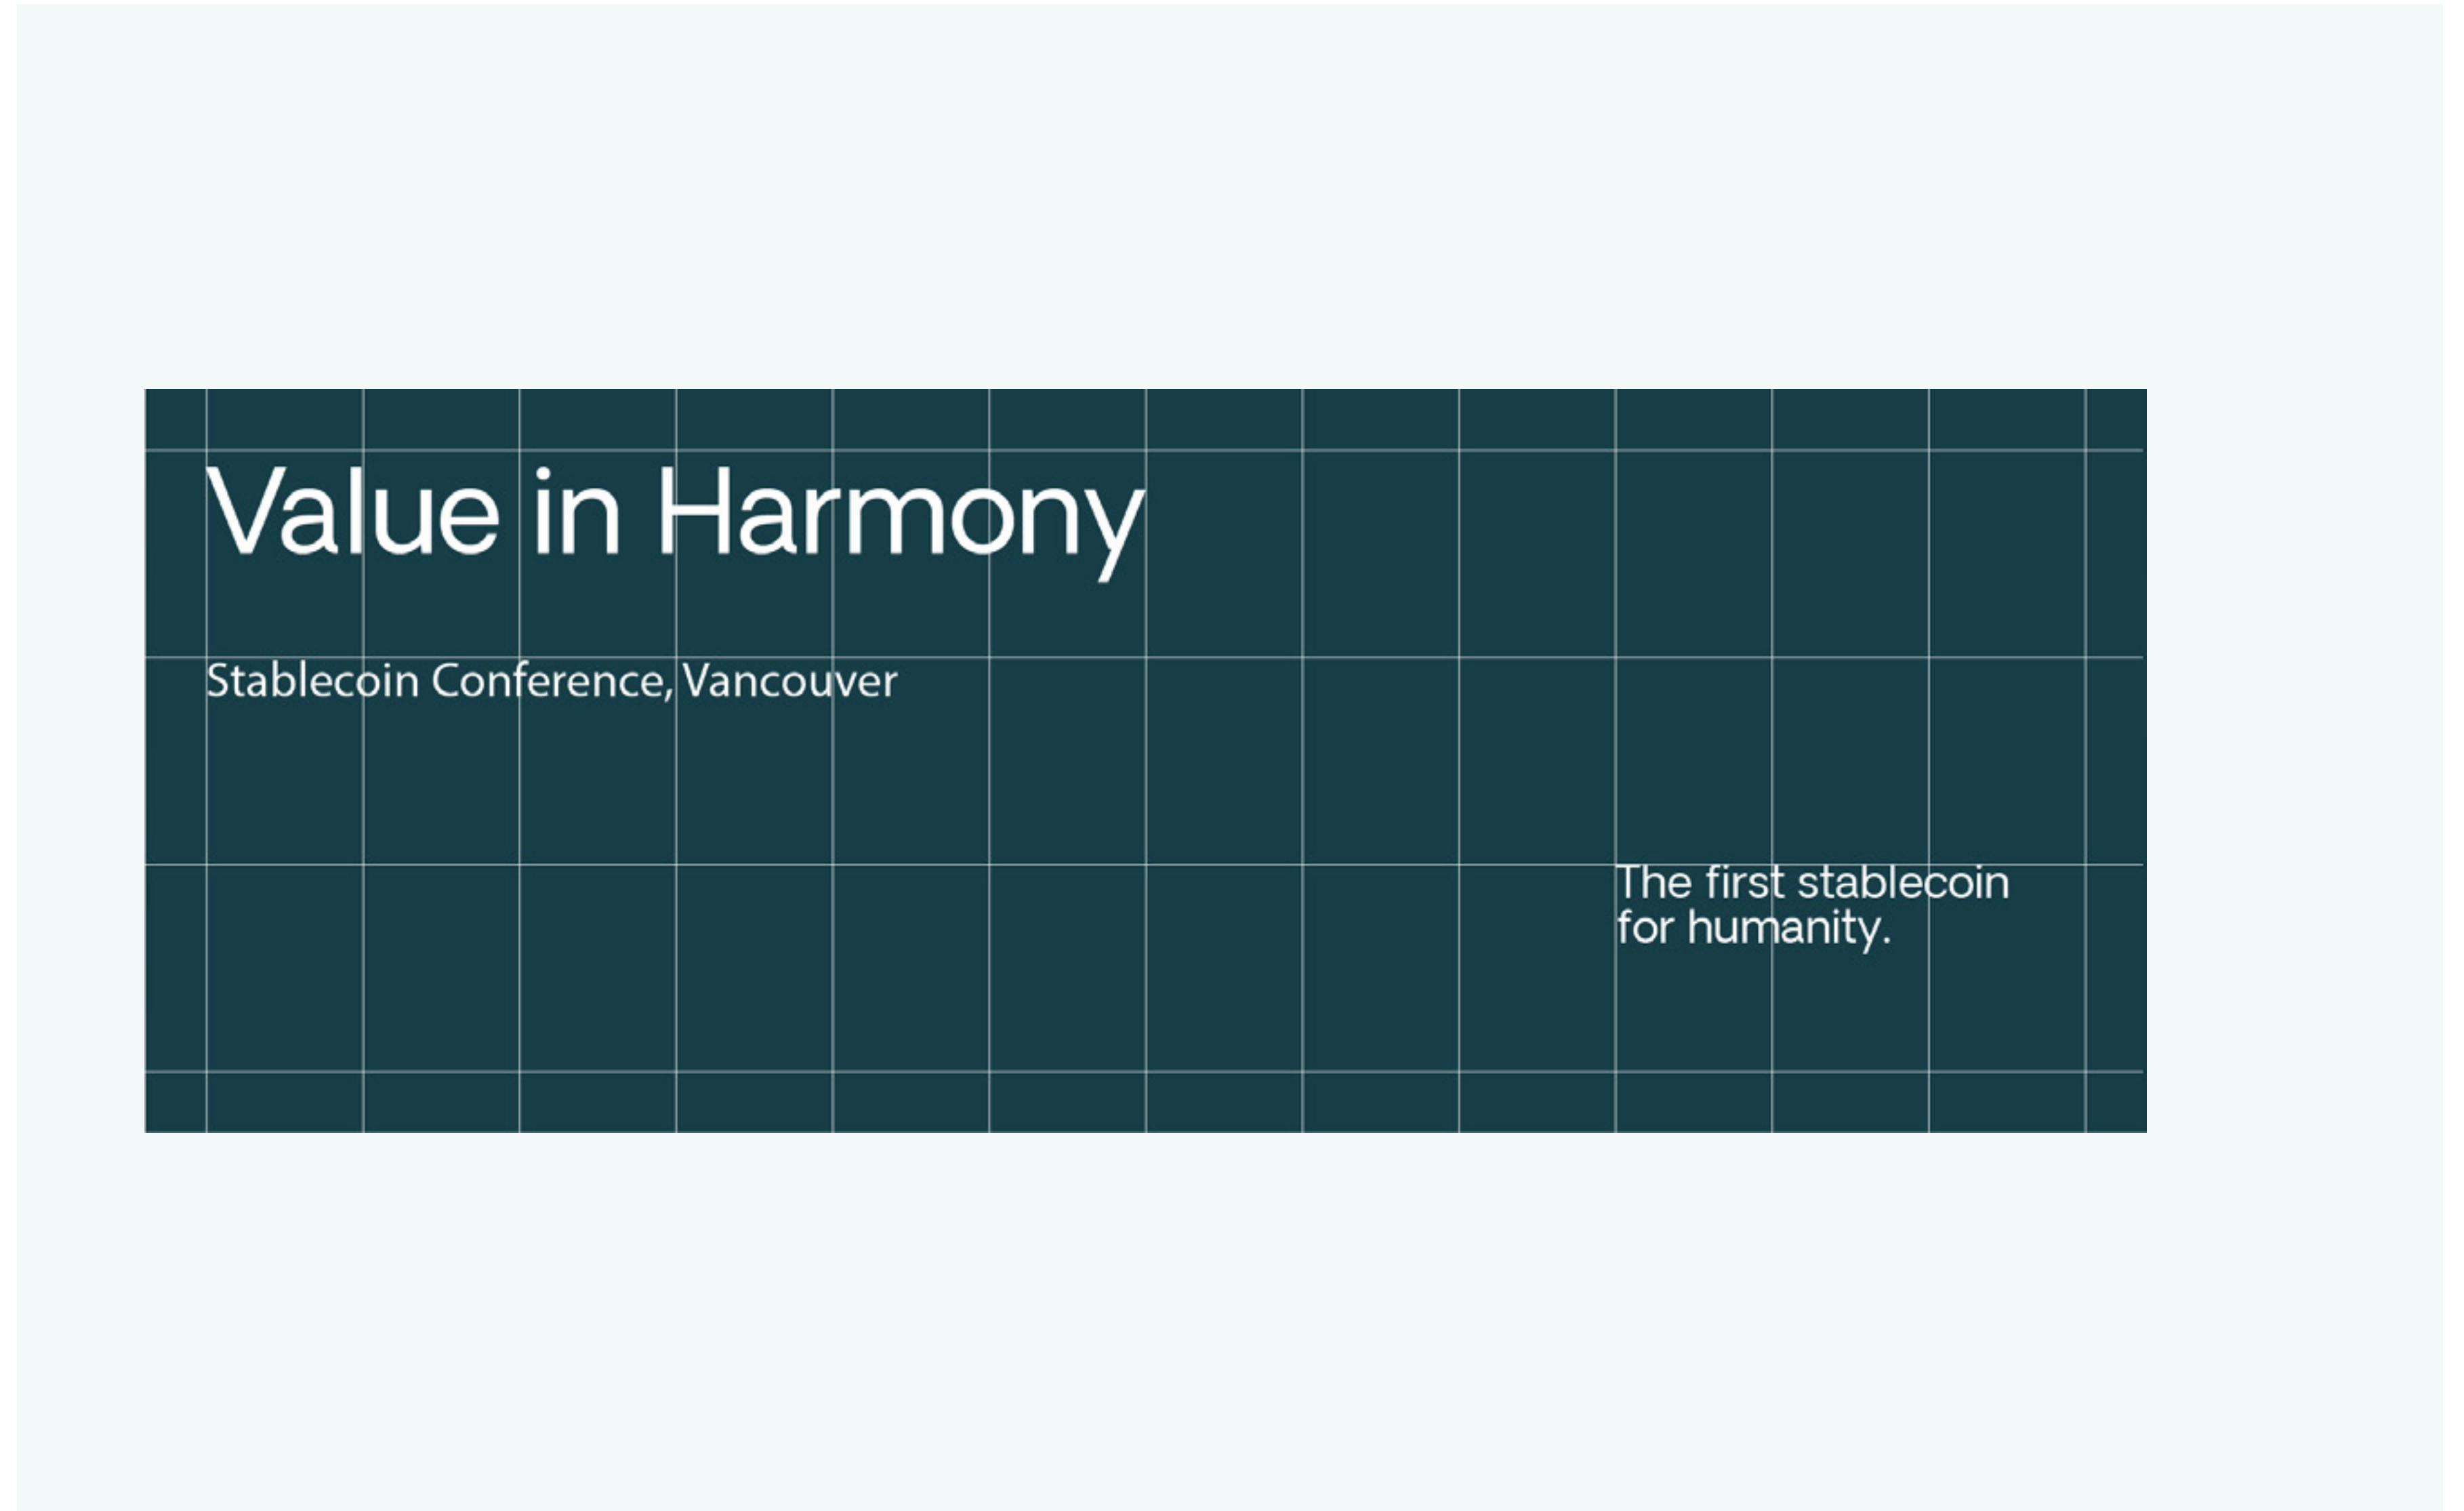 Value in Harmony
Stablecoin Conference, Vancouver
The first stablecoin
for humanity.